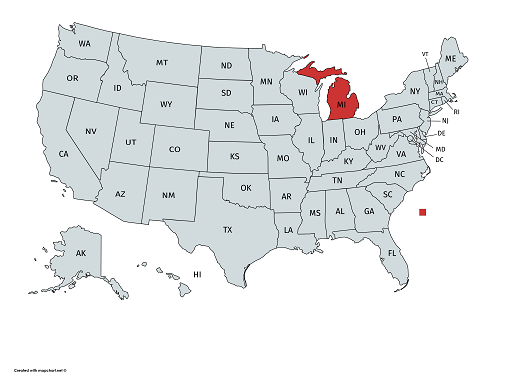 WA
MT
ND
MN
ME
VT
NH
OR
ID
SD
WI
MI
NY
MA
CT
RI
WY
NE
IA
PA
NJ
NV
UT
CO
IL
IN
OH
DE
MD
DC
CA
KS
MO
KY
WV
VA
AZ
NM
OK
AR
TN
NC
SC
TX
LA
MS
AL
GA
FL
AK
HI
Created with mapchart.net ©